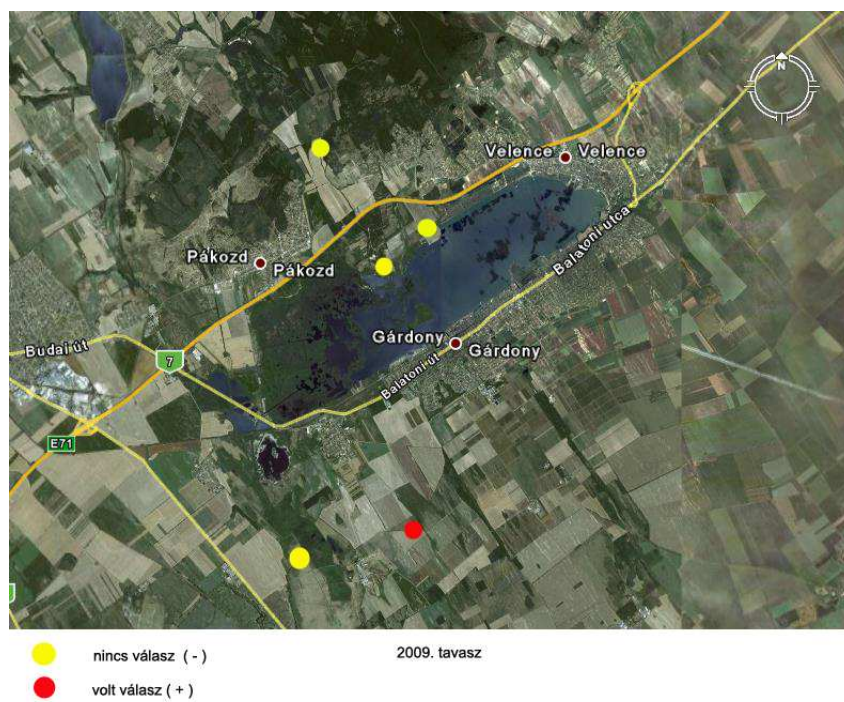 N
Velence Velence
Pákozd
Pákozd
Balatoni utca
Gárdony
Gárdony
Budai út
7
Balatoni út
E71
nincs válasz ( - )
2009. tavasz
volt válasz ( + )